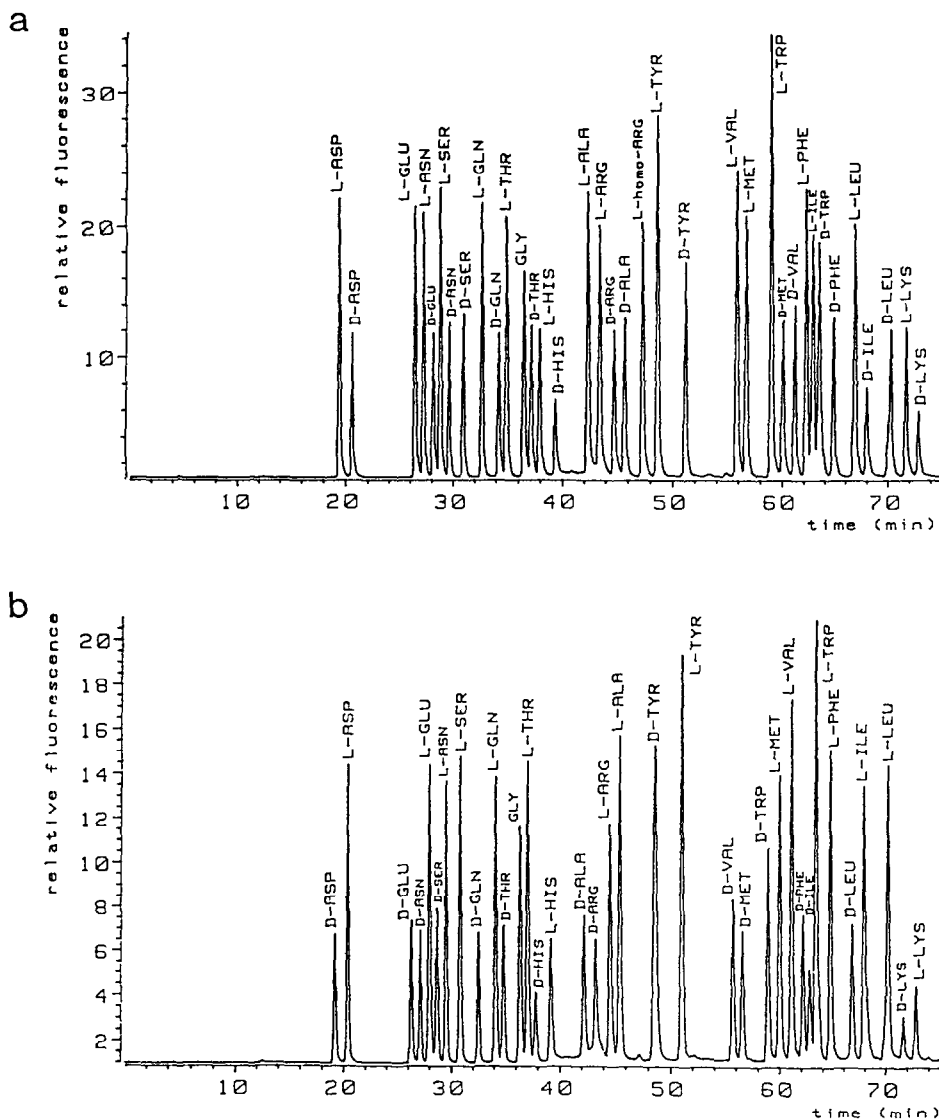 a
relative fluorescence
30
20
10
L-ASP
D-ASP
L-GLU
L-ASN
D-GLU
L-SER
D-ASN
D-SER
L-GLN
D-GLN
L-THR
GLY
D-THR
L-HIS
D-HIS
L-ALA
L-ARG
D-ARG
D-ALA
L-homo-ARG
L-TYR
D-TYR
L-VAL
L-MET
L-TRP
D-MET
D-VAL
L-PHE
L-ILE
D-TRP
D-PHE
L-LEU
D-ILE
D-LEU
L-LYS
D-LYS
10 20 30 40 50 60 70
time (min)
b
relative fluorescence
20
18
16
14
12
10
8
6
4
2
D-ASP
L-ASP
D-GLU
D-ASN
L-GLU
D-SER
L-ASN
L-SER
D-GLN
L-GLN
D-THR
GLY
L-THR
D-HIS
L-HIS
D-ALA
D-ARG
L-ARG
L-ALA
D-TYR
L-TYR
D-VAL
D-MET
D-TRP
L-MET
L-VAL
D-PHE
D-ILE
L-TRP
L-PHE
D-LEU
L-ILE
L-LEU
D-LYS
L-LYS
10 20 30 40 50 60 70
time (min)